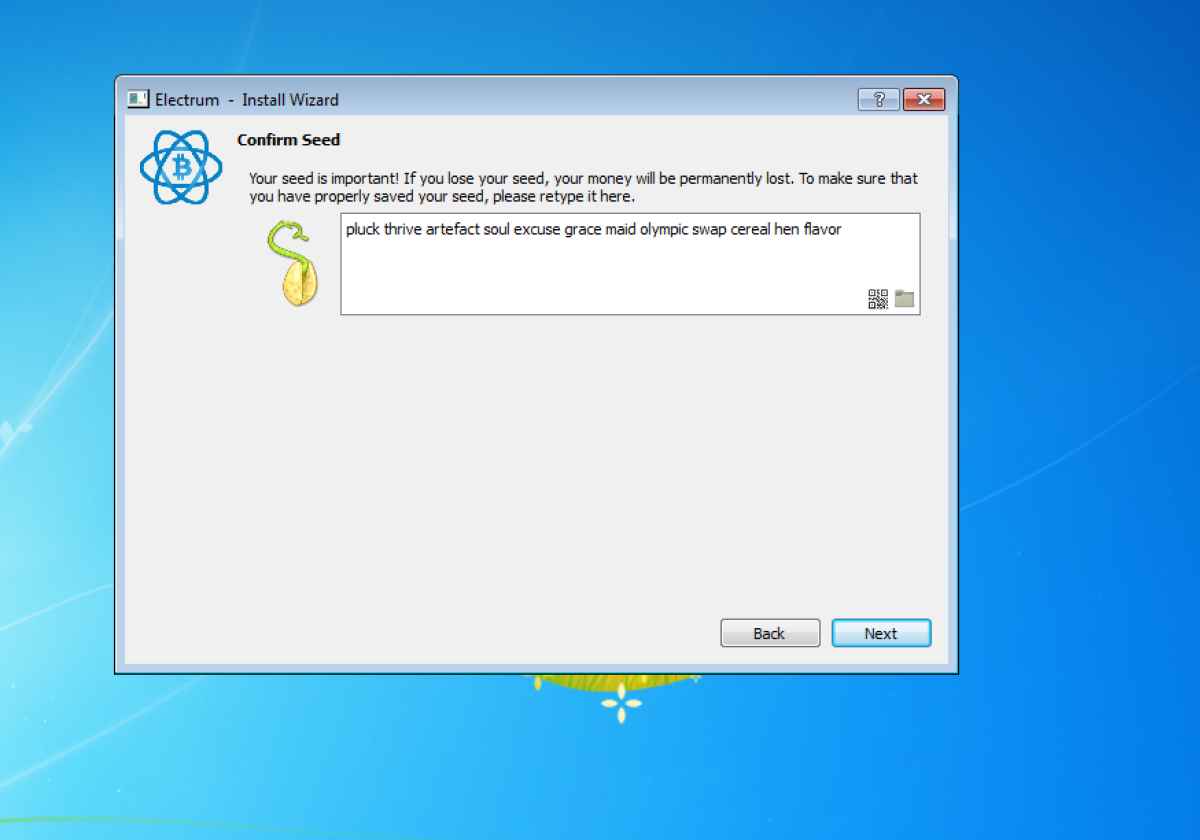 Electrum - Install Wizard
Confirm Seed
Your seed is important! If you lose your seed, your money will be permanently lost. To make sure that
you have properly saved your seed, please retype it here.
pluck thrive artefact soul excuse grace maid olympic swap cereal hen flavor
Back
Next